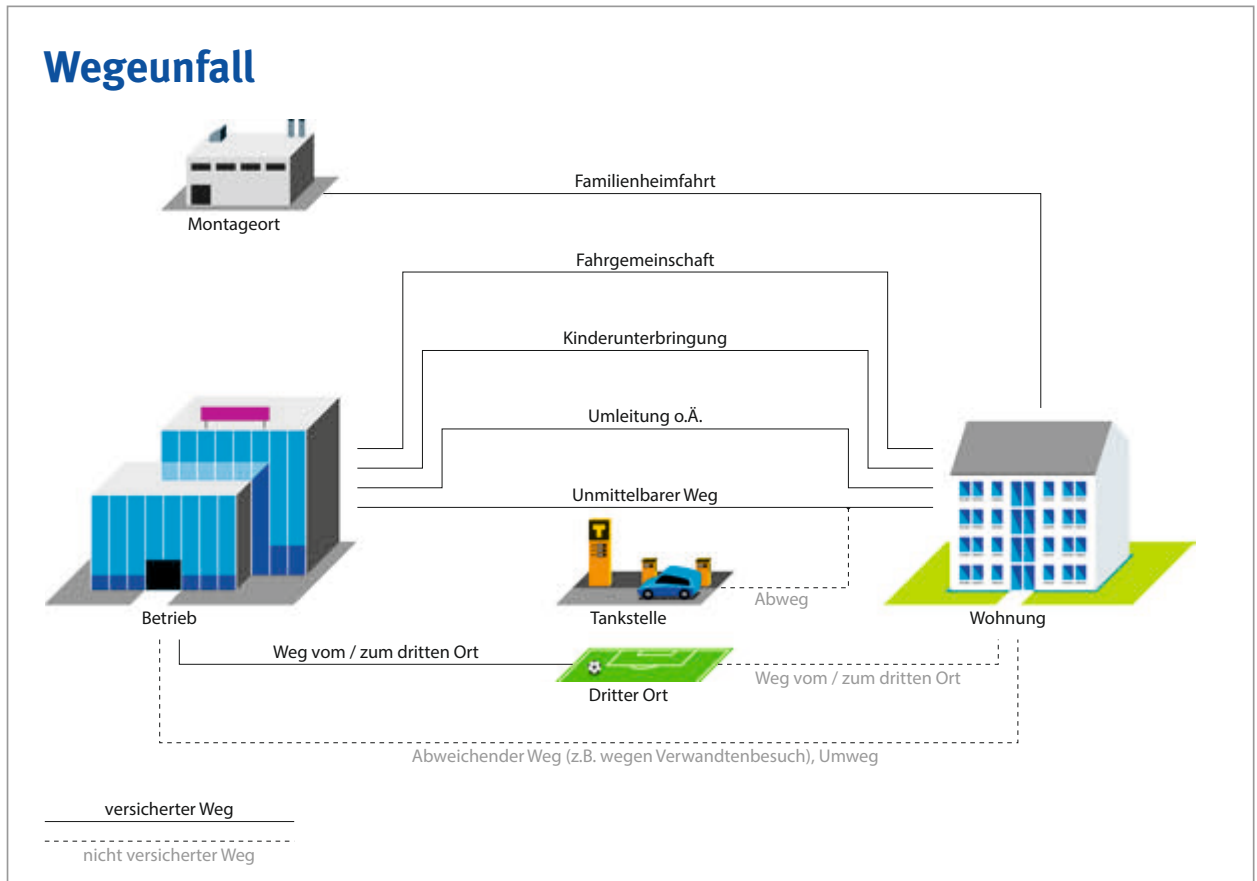 Wegeunfall
Montageort
Familienheimfahrt
Fahrgemeinschaft
Kinderunterbringung
Umleitung o.Ä.
Unmittelbarer Weg
T
Abweg
Betrieb
Tankstelle
Wohnung
Weg vom / zum dritten Ort
Weg vom / zum dritten Ort
Dritter Ort
Abweichender Weg (z.B. wegen Verwandtenbesuch), Umweg
versicherter Weg
nicht versicherter Weg